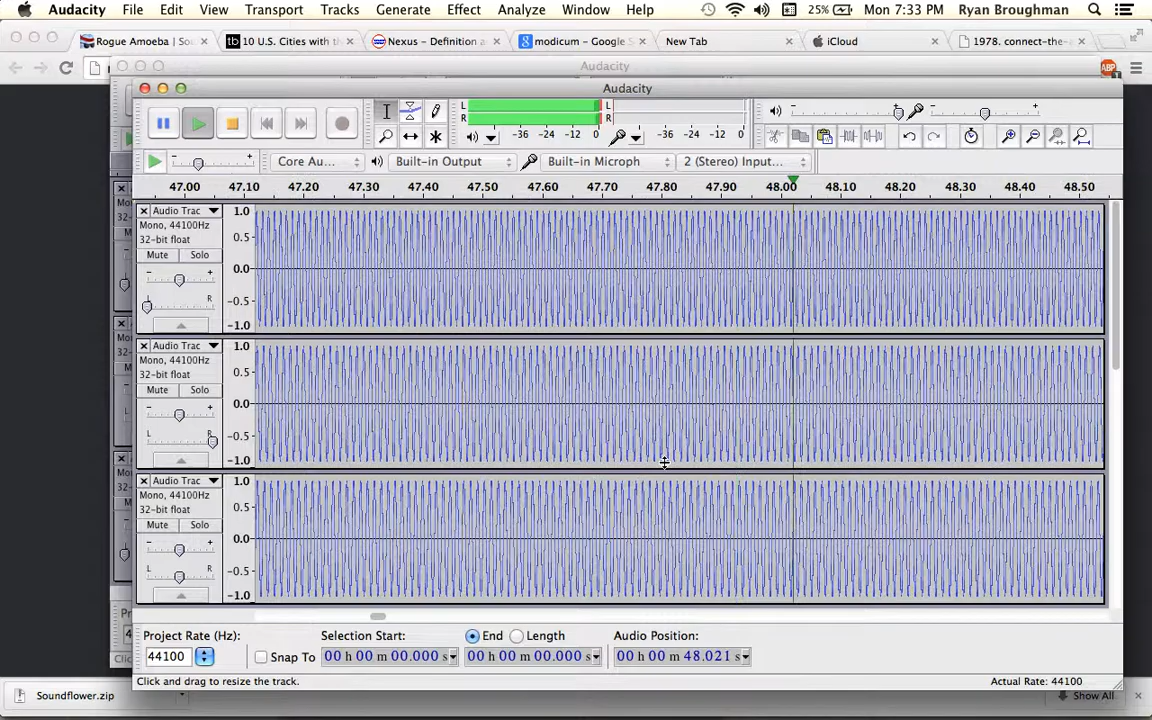 Audacity File Edit View Transport Tracks Generate Effect Analyze Window Help 25% Mon 7:33 PM Ryan Broughman
Rogue Amoeba | So tb 10 U.S. Cities with t Nexus - Definition a modicum - Google S New Tab iCloud 1978. connect-the-
ABP
Audacity
Audacity
L
R
-36 -24 -12 0
L
R
-36 -24 -12 0
Core Au... Built-in Output Built-in Microph 2 (Stereo) Input...
47.00 47.10 47.20 47.30 47.40 47.50 47.60 47.70 47.80 47.90 48.00 48.10 48.20 48.30 48.40 48.50
Audio Trac
Mono, 44100Hz
32-bit float
Mute Solo
- +
L R
1.0
0.5
0.0
-0.5
-1.0
Audio Trac
Mono, 44100Hz
32-bit float
Mute Solo
- +
L R
1.0
0.5
0.0
-0.5
-1.0
Audio Trac
Mono, 44100Hz
32-bit float
Mute Solo
- +
L R
1.0
0.5
0.0
-0.5
-1.0
Project Rate (Hz): Selection Start: End Length Audio Position:
44100 Snap To 00 h 00 m 00.000 s 00 h 00 m 00.000 s 00 h 00 m 48.021 s
Click and drag to resize the track. Actual Rate: 44100
Soundflower.zip Show All